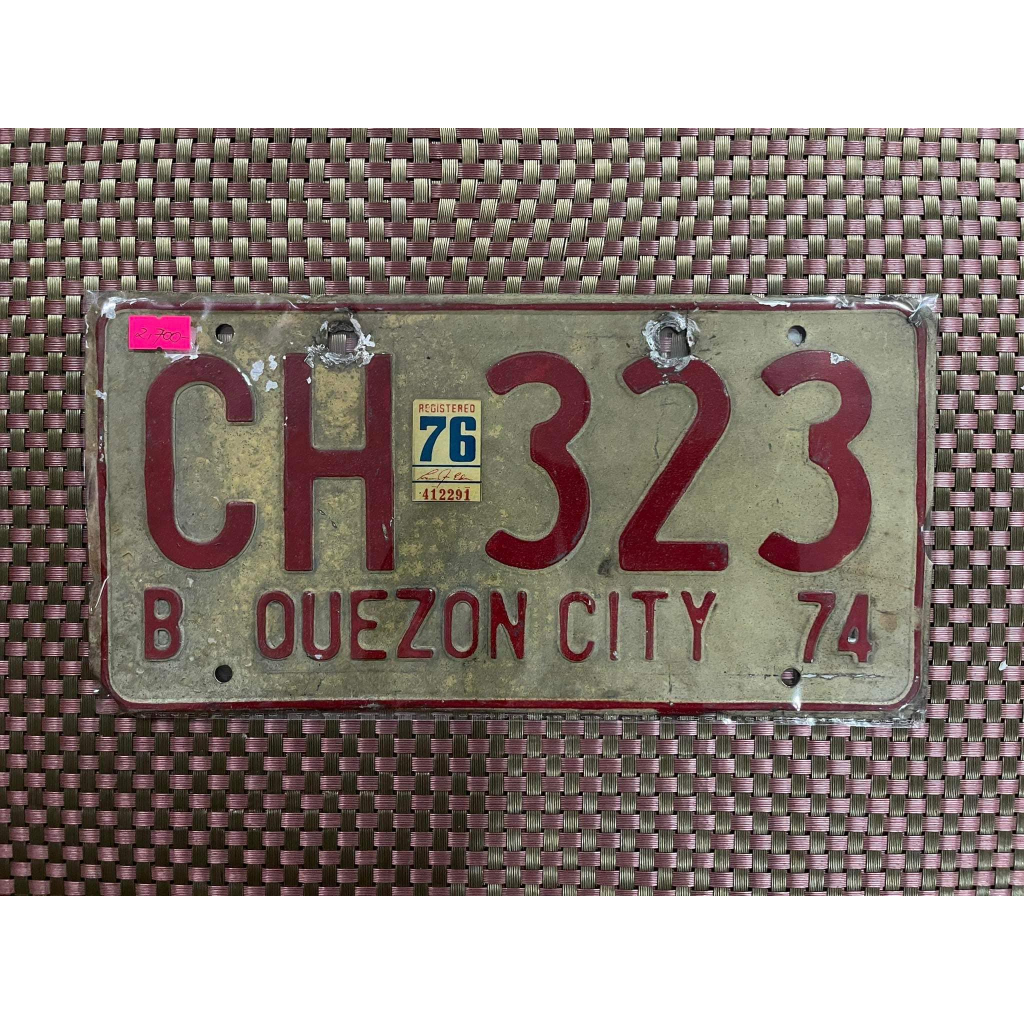 CH 323
REGISTERED
76
412291
B QUEZON CITY 74